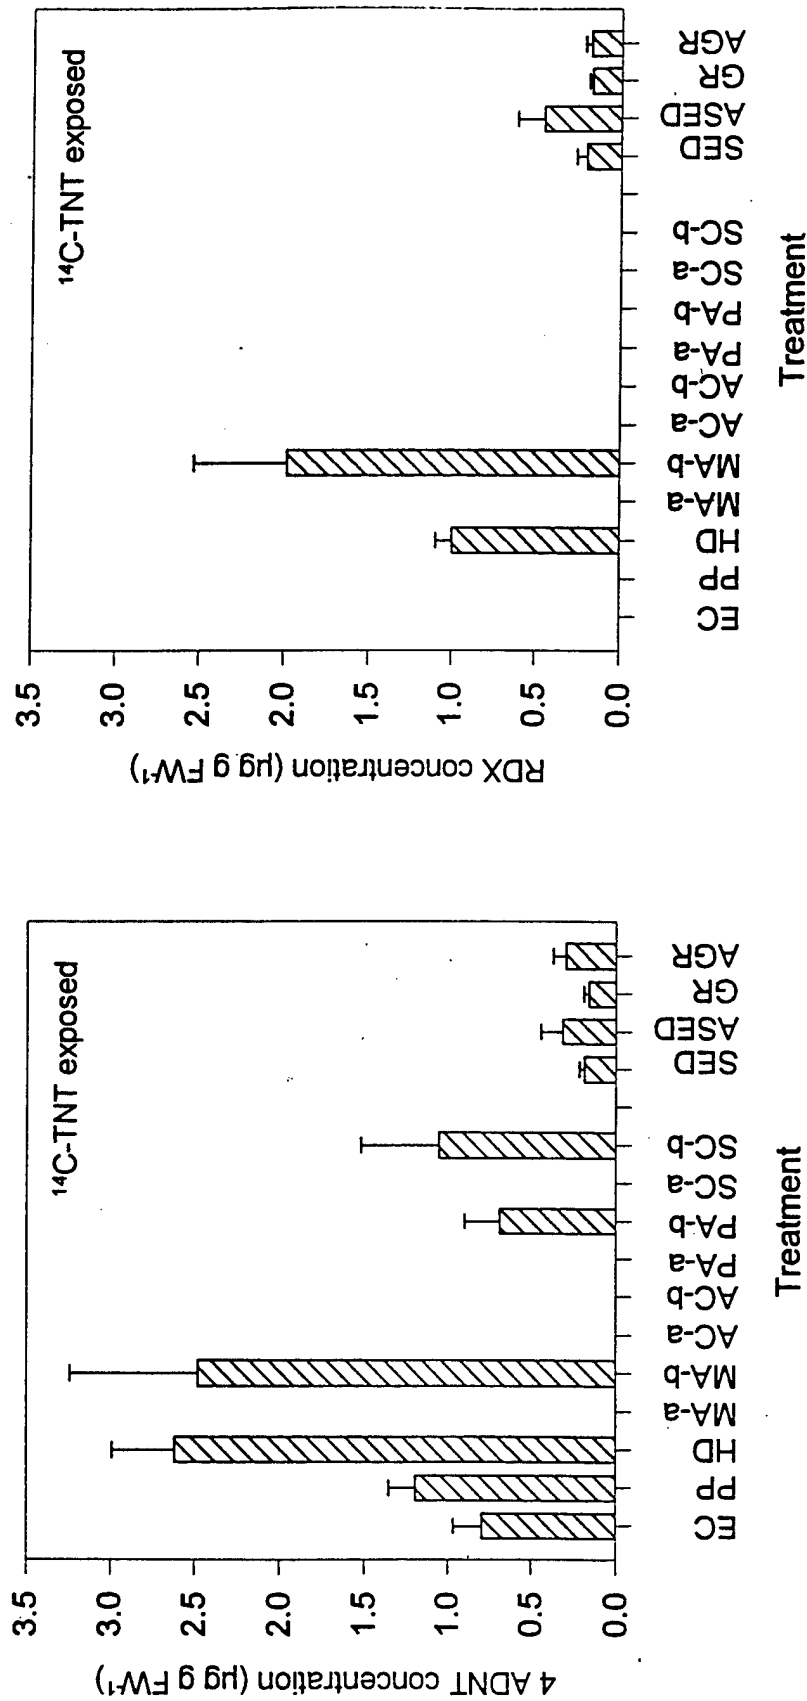 14C-TNT exposed
3.5
3.0
2.5
2.0
1.5
1.0
0.5
0.0
4 ADNT concentration (µg g FW-1)
EC
PP
HD
MA-a
MA-b
AC-a
AC-b
PA-a
PA-b
SC-a
SC-b
SED
ASED
GR
AGR
Treatment
14C-TNT exposed
3.5
3.0
2.5
2.0
1.5
1.0
0.5
0.0
RDX concentration (µg g FW-1)
EC
PP
HD
MA-a
MA-b
AC-a
AC-b
PA-a
PA-b
SC-a
SC-b
SED
ASED
GR
AGR
Treatment